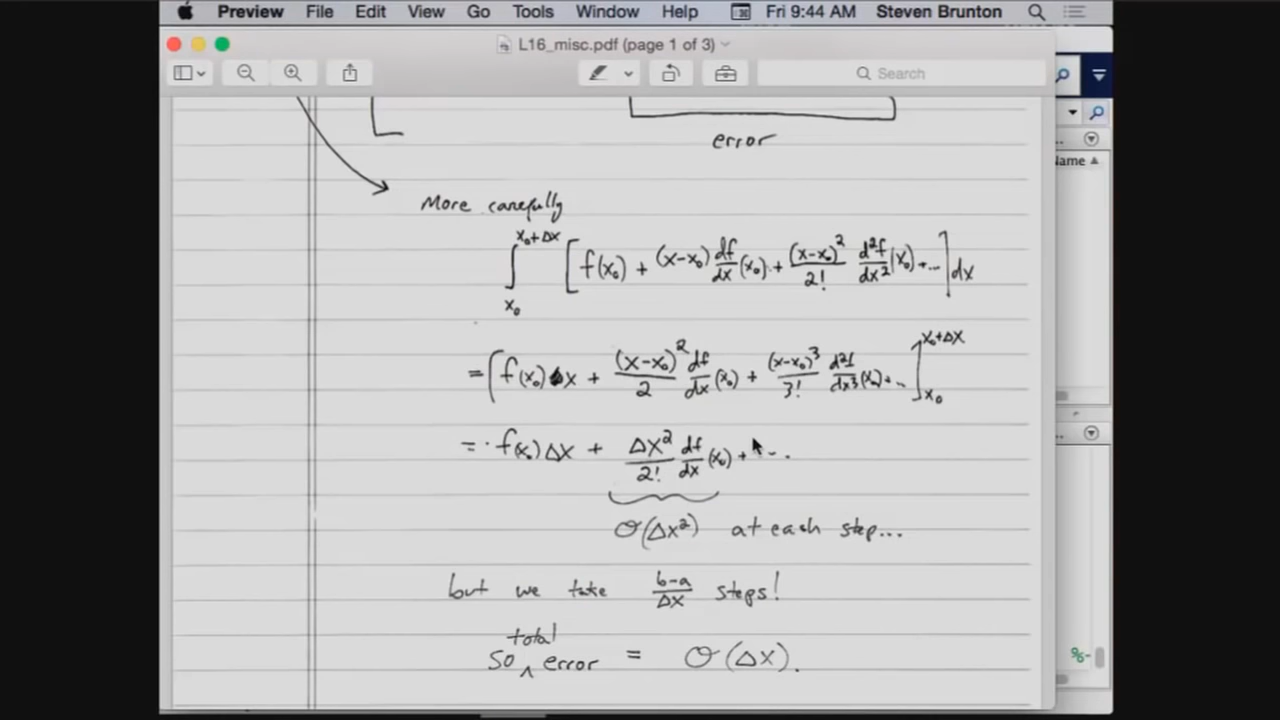 Preview File Edit View Go Tools Window Help Fri 9:44 AM Steven Brunton
L16_misc.pdf (page 1 of 3)
Search
error
More carefully
∫_{x₀}^{x₀+Δx} [ f(x₀) + (x-x₀) df/dx (x₀) + (x-x₀)²/2! d²f/dx² (x₀) + ... ] dx
= [ f(x₀) Δx + (x-x₀)²/2 df/dx (x₀) + (x-x₀)³/3! d²f/dx³ (x₀) + ... ]_{x₀}^{x₀+Δx}
= f(x₀) Δx + Δx²/2! df/dx (x₀) + ...
O(Δx²) at each step...
but we take b-a/Δx steps!
so total error = O(Δx).
Name
%-